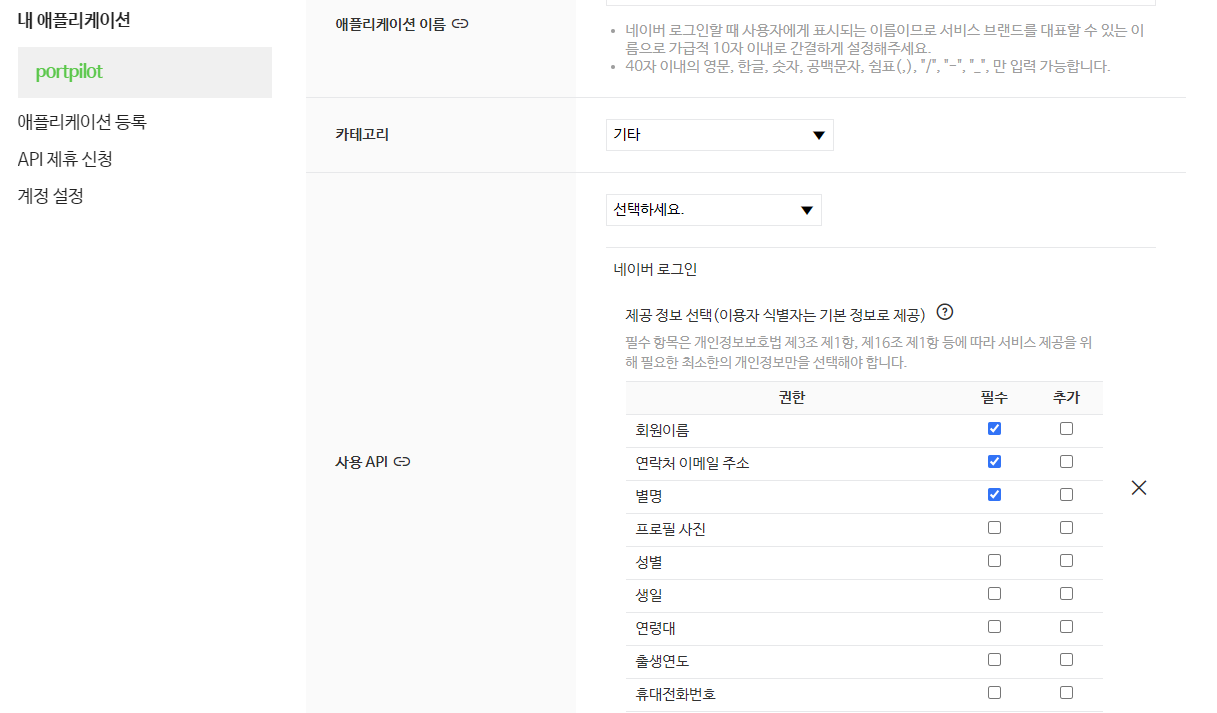 내 애플리케이션
portpilot
애플리케이션 등록
API 제휴 신청
계정 설정
애플리케이션 이름
네이버 로그인할 때 사용자에게 표시되는 이름이므로 서비스 브랜드를 대표할 수 있는 이
름으로 가급적 10자 이내로 간결하게 설정해주세요.
40자 이내의 영문, 한글, 숫자, 공백문자, 쉼표(,), "/", "-", "_", 만 입력 가능합니다.
카테고리
기타
사용 API
선택하세요.
네이버 로그인
제공 정보 선택(이용자 식별자는 기본 정보로 제공) ?
필수 항목은 개인정보보호법 제3조 제1항, 제16조 제1항 등에 따라 서비스 제공을 위
해 필요한 최소한의 개인정보만을 선택해야 합니다.
권한 필수 추가
회원이름
연락처 이메일 주소
별명
프로필 사진
성별
생일
연령대
출생연도
휴대전화번호